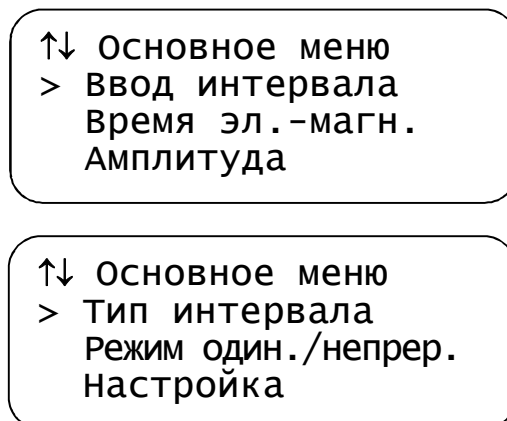 ↑↓ Основное меню
> Ввод интервала
Время эл.-магн.
Амплитуда
↑↓ Основное меню
> Тип интервала
Режим один./непрер.
Настройка